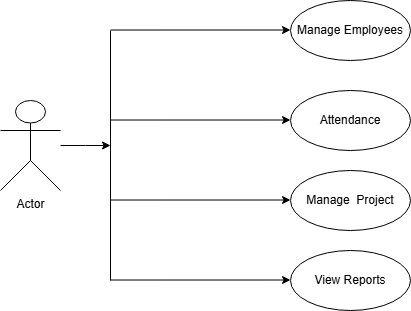 Manage Employees
Attendance
Actor
Manage Project
View Reports